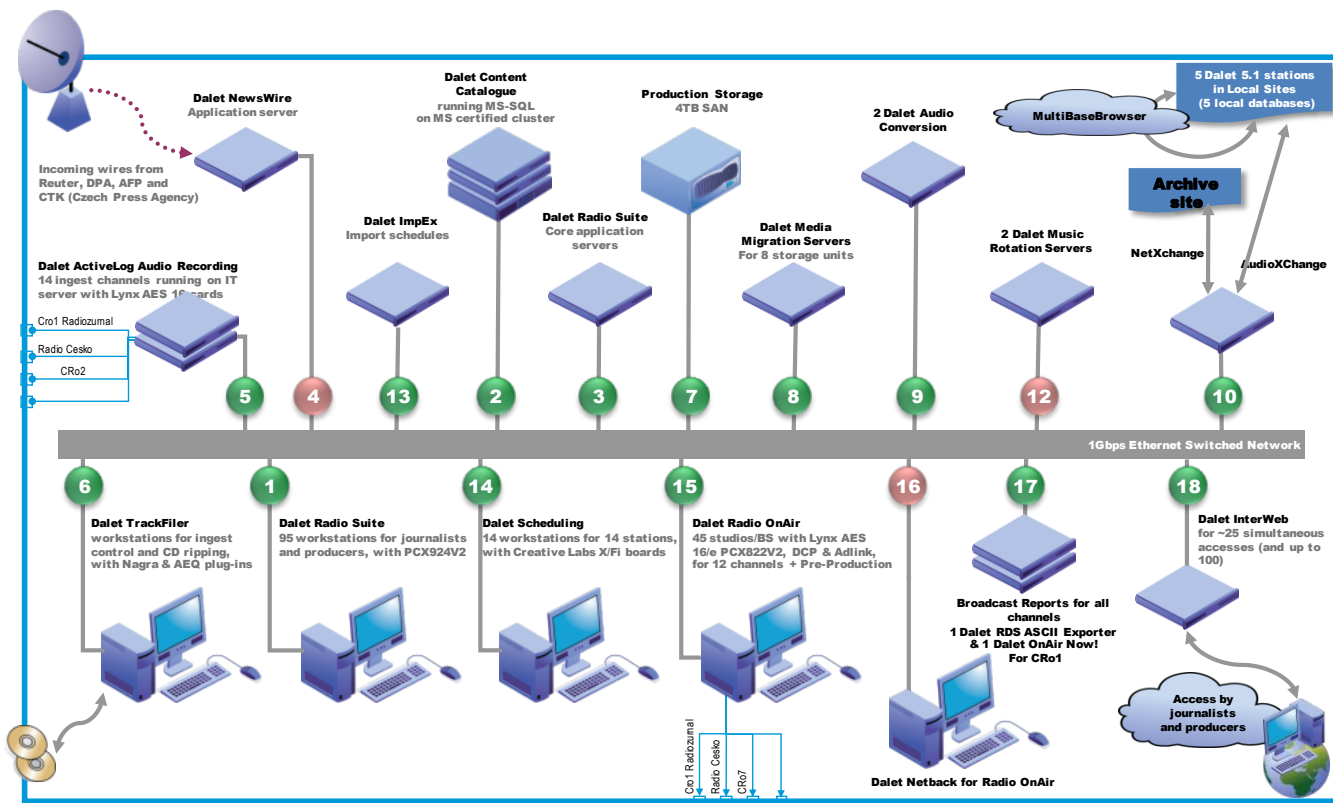 Dalet NewsWire
Application server
Incoming wires from
Reuter, DPA, AFP and
CTK (Czech Press Agency)
Dalet Content
Catalogue
running MS-SQL
on MS certified cluster
Production Storage
4TB SAN
2 Dalet Audio
Conversion
MultiBaseBrowser
5 Dalet 5.1 stations
in Local Sites
(5 local databases)
Archive
site
NetXchange
AudioXChange
Dalet ImpEx
Import schedules
Dalet Radio Suite
Core application
servers
Dalet Media
Migration Servers
For 8 storage units
2 Dalet Music
Rotation Servers
Dalet ActiveLog Audio Recording
14 ingest channels running on IT
server with Lynx AES 16 cards
Cro1 Radiozumal
Radio Cesko
CRo2
5
4
13
2
3
7
8
9
12
10
1Gbps Ethernet Switched Network
6
1
14
15
16
17
18
Dalet TrackFiler
workstations for ingest
control and CD ripping,
with Nagra & AEQ plug-ins
Dalet Radio Suite
95 workstations for journalists
and producers, with PCX924V2
Dalet Scheduling
14 workstations for 14 stations,
with Creative Labs X/Fi boards
Dalet Radio OnAir
45 studios/BS with Lynx AES
16/e PCX822V2, DCP & Adlink,
for 12 channels + Pre-Production
Dalet InterWeb
for ~25 simultaneous
accesses (and up to
100)
Broadcast Reports for all
channels
1 Dalet RDS ASCII Exporter
& 1 Dalet OnAir Now!
For CRo1
Access by
journalists
and producers
Cro1 Radiozumal
Radio Cesko
CRo7
Dalet Netback for Radio OnAir